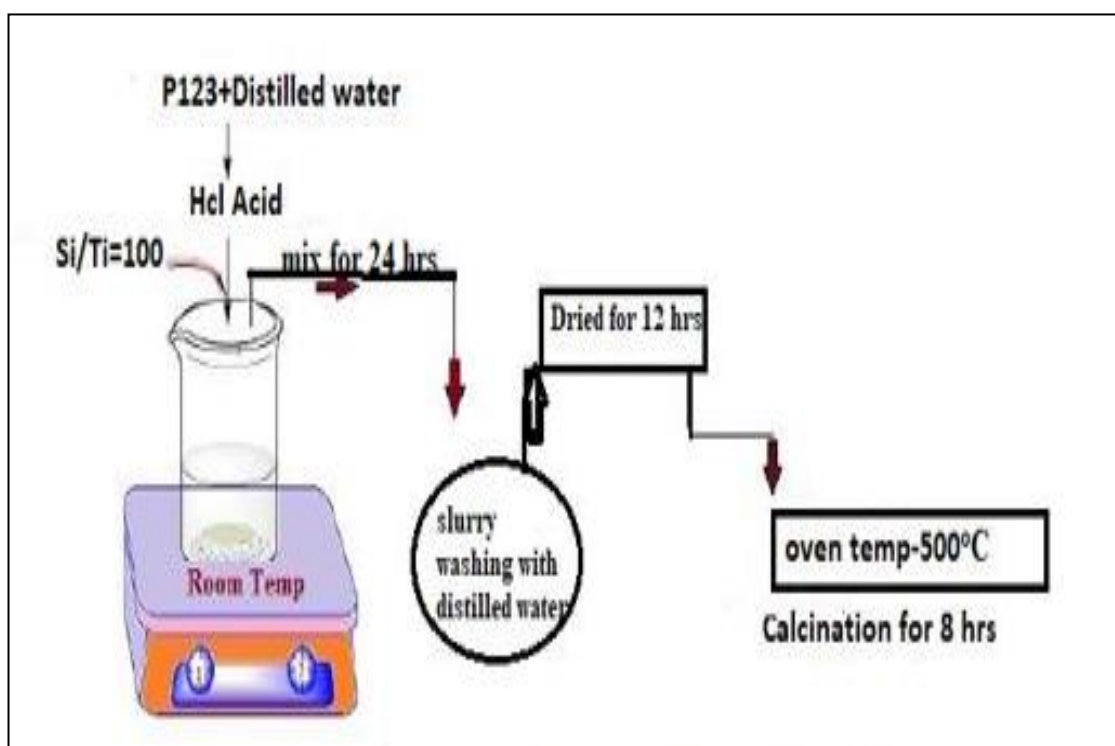 P123+Distilled water
Hcl Acid
Si/Ti=100
mix for 24 hrs
Dried for 12 hrs
slurry
washing with
distilled water
Room Temp
oven temp-500°C
Calcination for 8 hrs